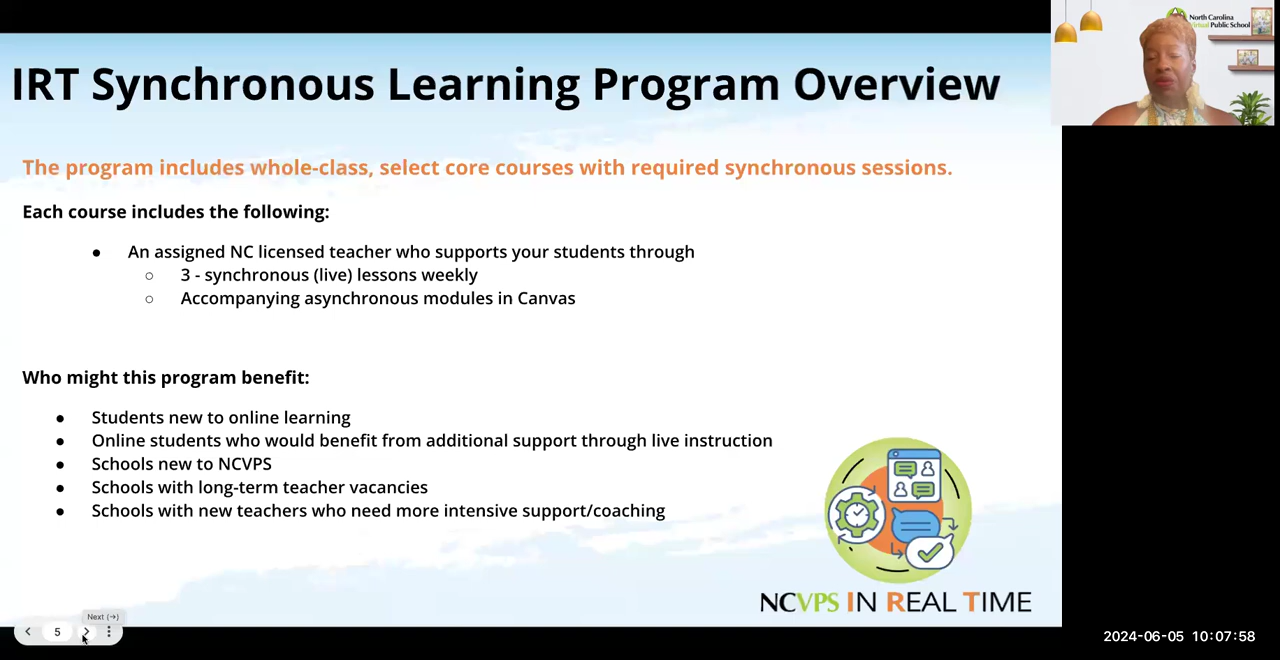 IRT Synchronous Learning Program Overview
North Carolina
Virtual Public School
The program includes whole-class, select core courses with required synchronous sessions.
Each course includes the following:
● An assigned NC licensed teacher who supports your students through
○ 3 - synchronous (live) lessons weekly
○ Accompanying asynchronous modules in Canvas
Who might this program benefit:
● Students new to online learning
● Online students who would benefit from additional support through live instruction
● Schools new to NCVPS
● Schools with long-term teacher vacancies
● Schools with new teachers who need more intensive support/coaching
NCVPS IN REAL TIME
Next (→)
5
2024-06-05 10:07:58